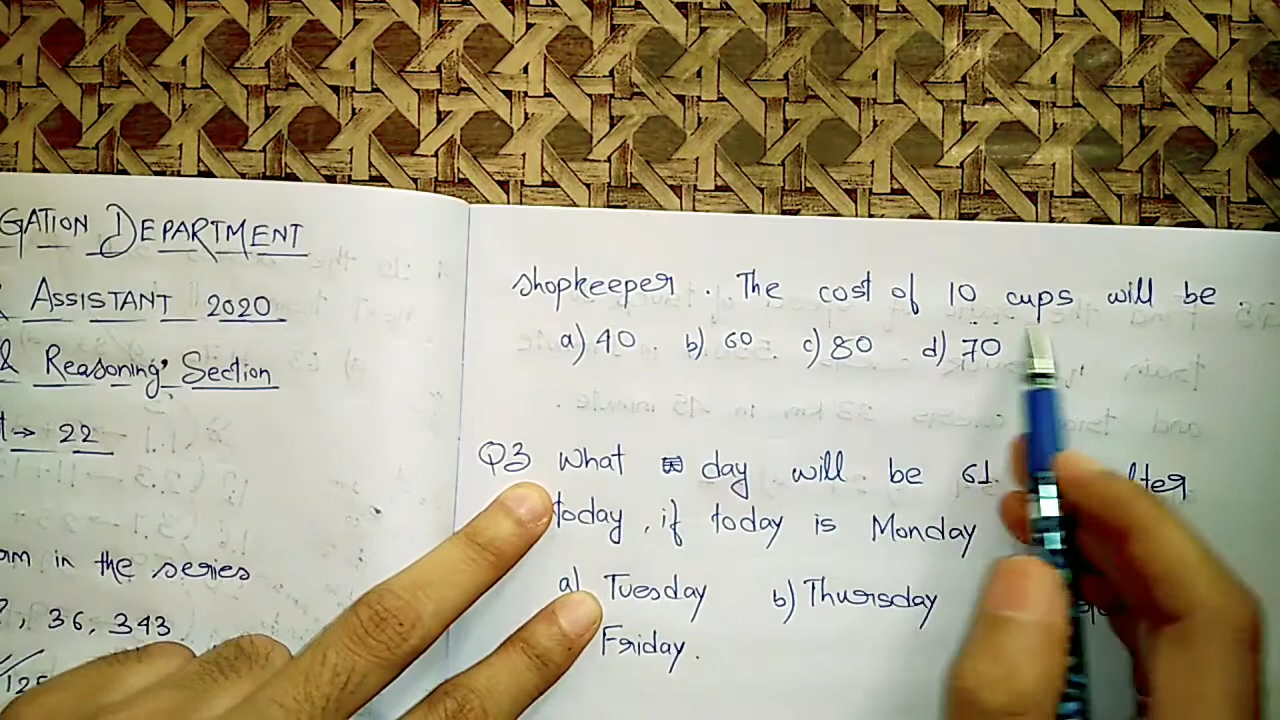 GATION DEPARTMENT
ASSISTANT 2020
& Reasoning Section
→ 22
in the series
?, 36, 343
shopkeeper. The cost of 10 cups will be
a) 40 b) 60 c) 80 d) 70
Q3 What day will be 61
today, if today is Monday
a) Tuesday b) Thursday
Friday.